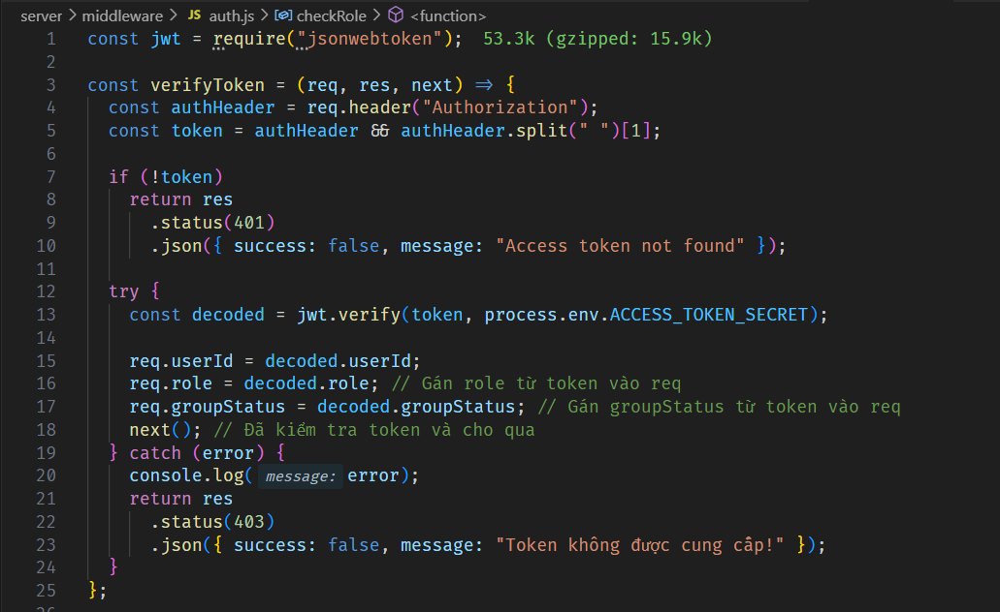 server > middleware > JS auth.js > checkRole > <function>
1 const jwt = require("jsonwebtoken"); 53.3k (gzipped: 15.9k)
2
3 const verifyToken = (req, res, next) => {
4 const authHeader = req.header("Authorization");
5 const token = authHeader && authHeader.split(" ")[1];
6
7 if (!token)
8 return res
9 .status(401)
10 .json({ success: false, message: "Access token not found" });
11
12 try {
13 const decoded = jwt.verify(token, process.env.ACCESS_TOKEN_SECRET);
14
15 req.userId = decoded.userId;
16 req.role = decoded.role; // Gán role từ token vào req
17 req.groupStatus = decoded.groupStatus; // Gán groupStatus từ token vào req
18 next(); // Đã kiểm tra token và cho qua
19 } catch (error) {
20 console.log( message: error);
21 return res
22 .status(403)
23 .json({ success: false, message: "Token không được cung cấp!" });
24 }
25 };